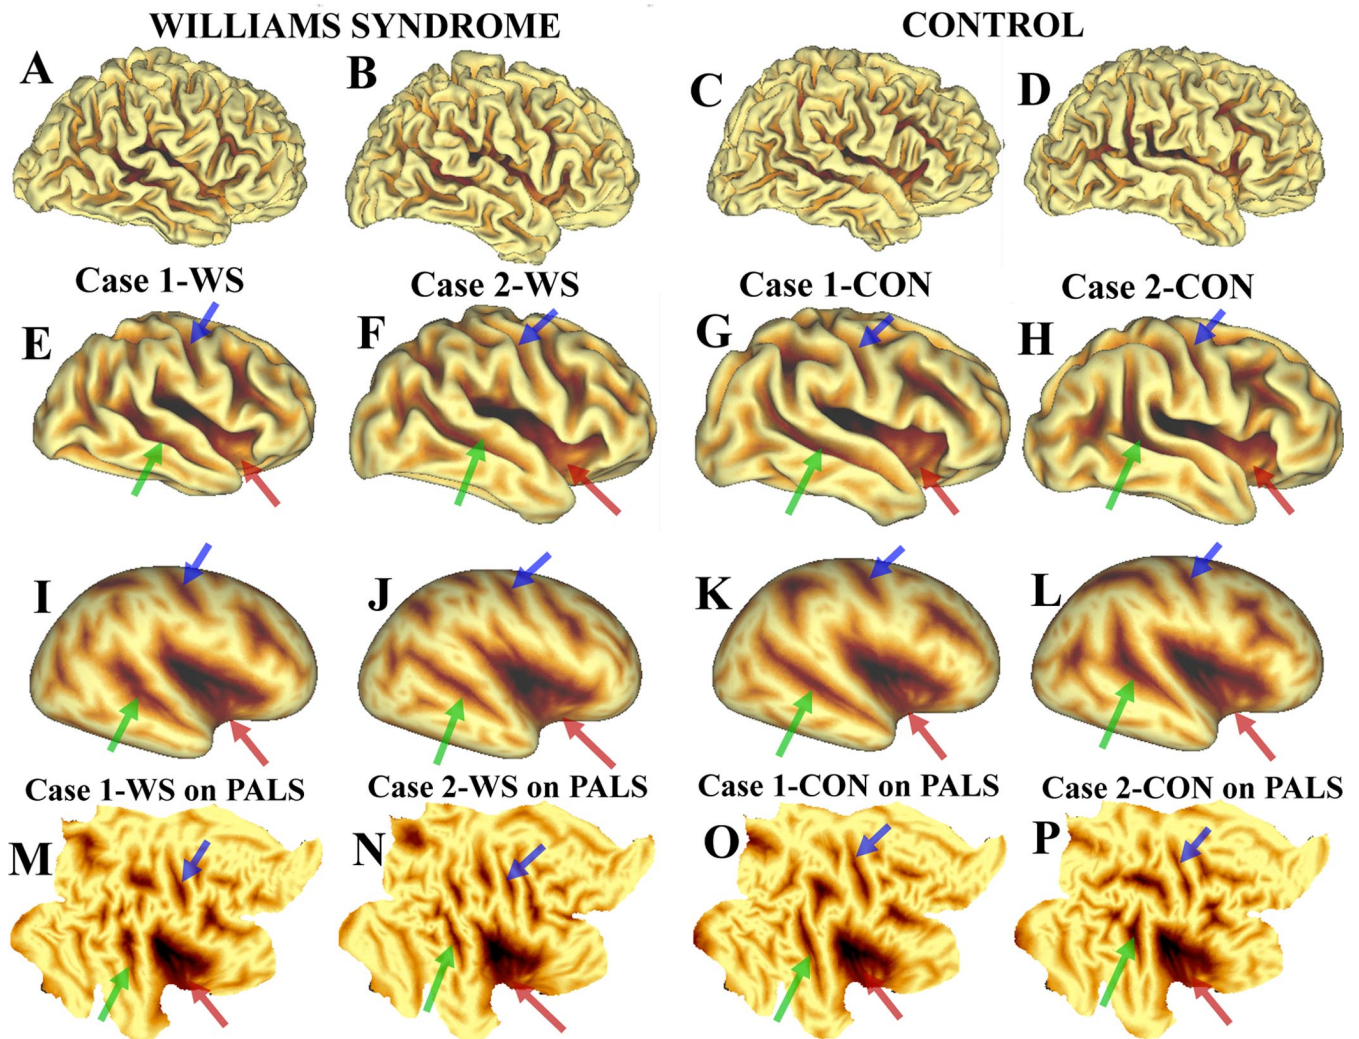 WILLIAMS SYNDROME CONTROL
A B C D
Case 1-WS Case 2-WS Case 1-CON Case 2-CON
E F G H
I J K L
Case 1-WS on PALS Case 2-WS on PALS Case 1-CON on PALS Case 2-CON on PALS
M N O P